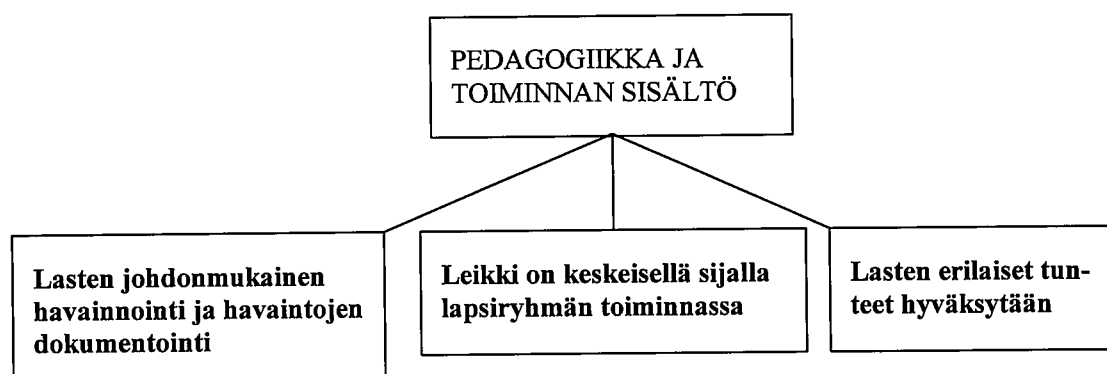 PEDAGOGIIKKA JA
TOIMINNAN SISÄLTÖ
Lasten johdonmukainen
havainnointi ja havaintojen
dokumentointi
Leikki on keskeisellä sijalla
lapsiryhmän toiminnassa
Lasten erilaiset tun-
teet hyväksytään